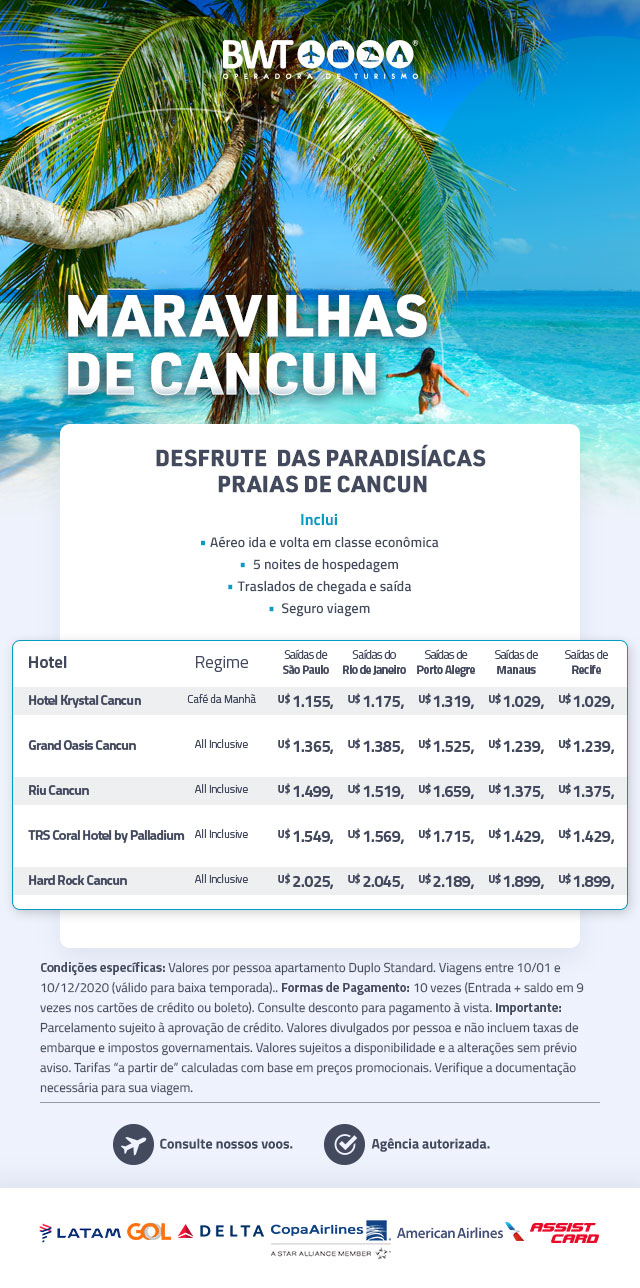 BWT
OPERADORA DE TURISMO
MARAVILHAS
DE CANCUN
DESFRUTE DAS PARADISÍACAS
PRAIAS DE CANCUN
Inclui
▪ Aéreo ida e volta em classe econômica
▪ 5 noites de hospedagem
▪ Traslados de chegada e saída
▪ Seguro viagem
Hotel Regime Saídas de São Paulo Saídas do Rio de Janeiro Saídas de Porto Alegre Saídas de Manaus Saídas de Recife
Hotel Krystal Cancun Café da Manhã U$ 1.155, U$ 1.175, U$ 1.319, U$ 1.029, U$ 1.029,
Grand Oasis Cancun All Inclusive U$ 1.365, U$ 1.385, U$ 1.525, U$ 1.239, U$ 1.239,
Riu Cancun All Inclusive U$ 1.499, U$ 1.519, U$ 1.659, U$ 1.375, U$ 1.375,
TRS Coral Hotel by Palladium All Inclusive U$ 1.549, U$ 1.569, U$ 1.715, U$ 1.429, U$ 1.429,
Hard Rock Cancun All Inclusive U$ 2.025, U$ 2.045, U$ 2.189, U$ 1.899, U$ 1.899,
Condições específicas: Valores por pessoa apartamento Duplo Standard. Viagens entre 10/01 e
10/12/2020 (válido para baixa temporada).. Formas de Pagamento: 10 vezes (Entrada + saldo em 9
vezes nos cartões de crédito ou boleto). Consulte desconto para pagamento à vista. Importante:
Parcelamento sujeito à aprovação de crédito. Valores divulgados por pessoa e não incluem taxas de
embarque e impostos governamentais. Valores sujeitos a disponibilidade e a alterações sem prévio
aviso. Tarifas “a partir de” calculadas com base em preços promocionais. Verifique a documentação
necessária para sua viagem.
Consulte nossos voos. Agência autorizada.
LATAM GOL DELTA CopaAirlines American Airlines ASSIST CARD
A STAR ALLIANCE MEMBER